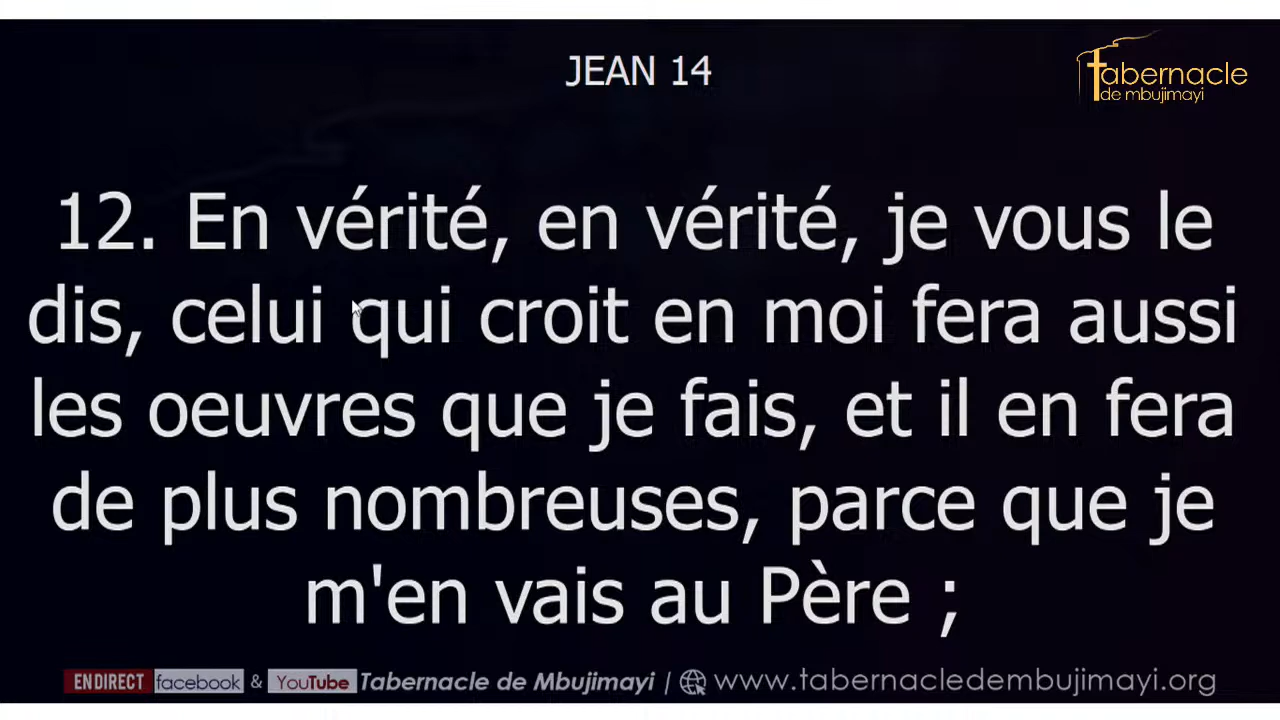 JEAN 14
tabernacle
de mbujimayi
12. En vérité, en vérité, je vous le
dis, celui qui croit en moi fera aussi
les oeuvres que je fais, et il en fera
de plus nombreuses, parce que je
m'en vais au Père ;
EN DIRECT facebook & YouTube Tabernacle de Mbujimayi | www.tabernacledembujimayi.org